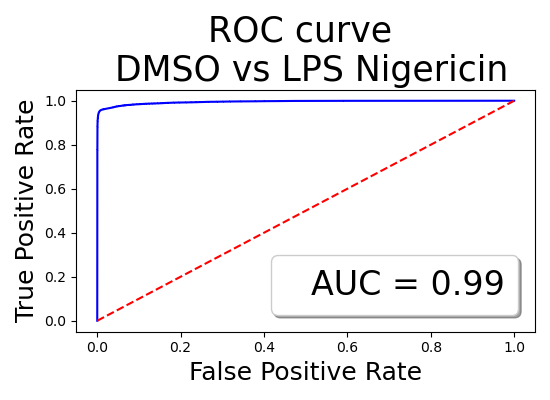 ROC curve
DMSO vs LPS Nigericin
True Positive Rate
1.0
0.8
0.6
0.4
0.2
0.0
AUC = 0.99
0.0 0.2 0.4 0.6 0.8 1.0
False Positive Rate